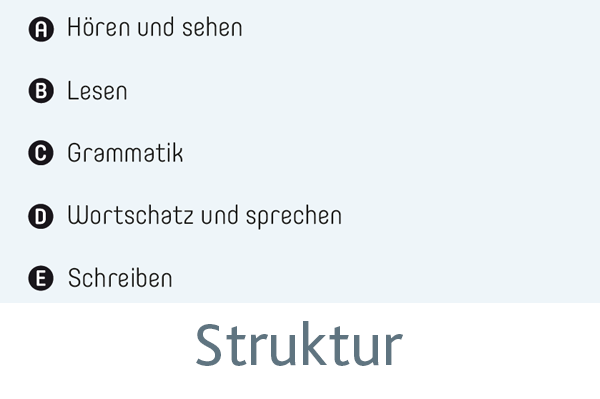 A Hören und sehen
B Lesen
C Grammatik
D Wortschatz und sprechen
E Schreiben
Struktur